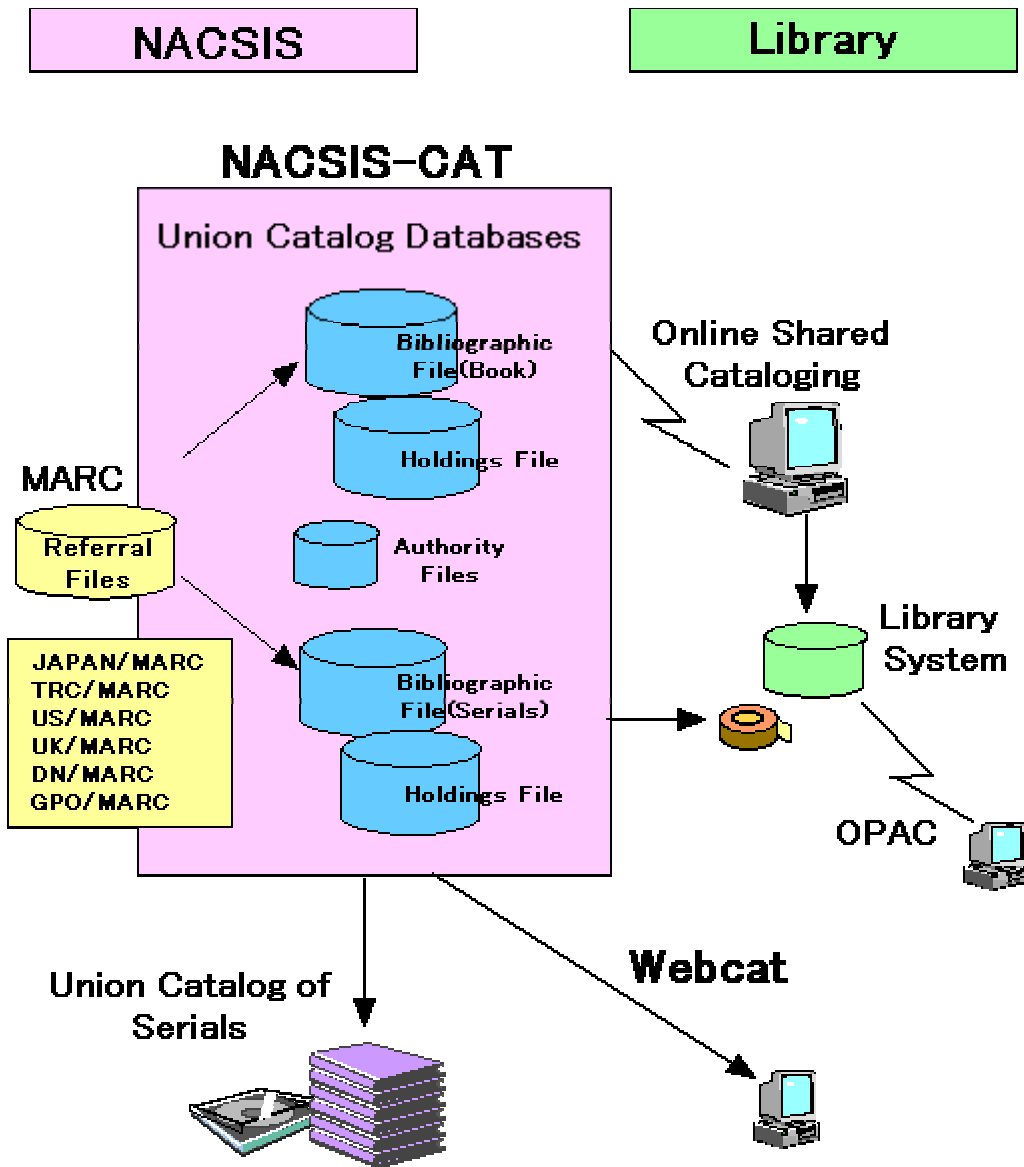 NACSIS
Library
NACSIS-CAT
Union Catalog Databases
Bibliographic
File(Book)
Holdings File
Online Shared
Cataloging
MARC
Referral
Files
Authority
Files
JAPAN/MARC
TRC/MARC
US/MARC
UK/MARC
DN/MARC
GPO/MARC
Bibliographic
File(Serials)
Holdings File
Library
System
OPAC
Union Catalog of
Serials
Webcat